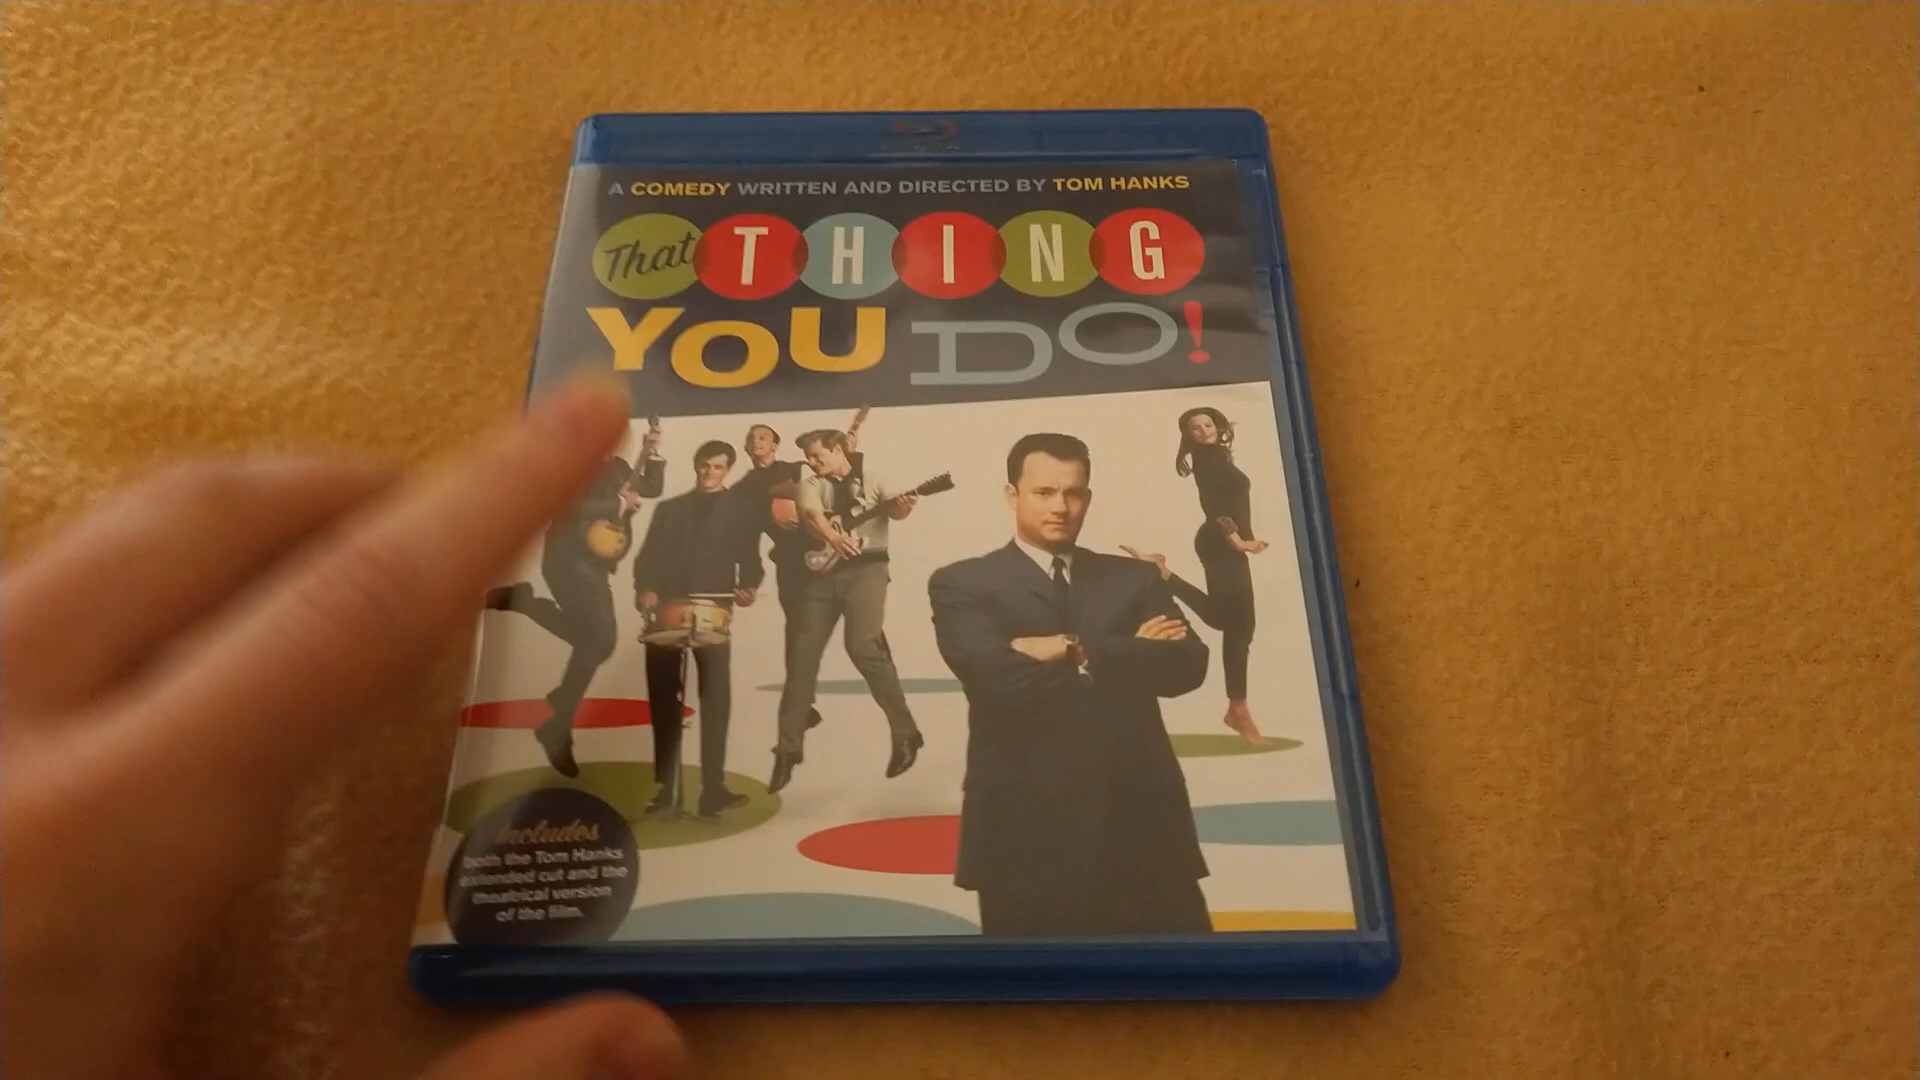 A COMEDY WRITTEN AND DIRECTED BY TOM HANKS
That THING
YOU DO!
Includes
both the Tom Hanks
extended cut and the
theatrical version
of the film.